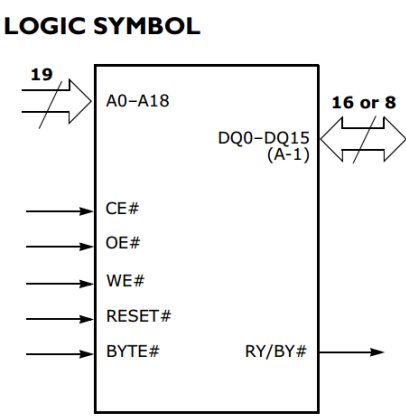 LOGIC SYMBOL
19
A0–A18
16 or 8
DQ0–DQ15
(A-1)
CE#
OE#
WE#
RESET#
BYTE#
RY/BY#